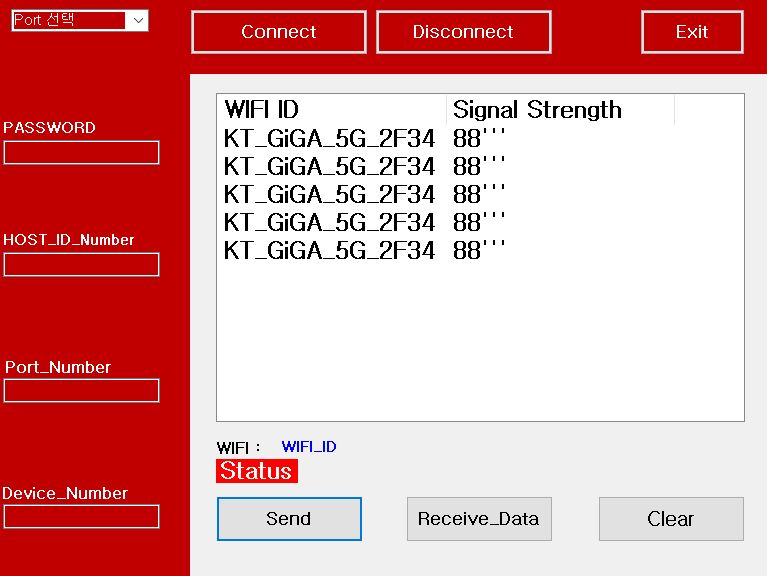 Port 선택
Connect
Disconnect
Exit
PASSWORD
HOST_ID_Number
Port_Number
Device_Number
WIFI ID Signal Strength
KT_GiGA_5G_2F34 88'''
KT_GiGA_5G_2F34 88'''
KT_GiGA_5G_2F34 88'''
KT_GiGA_5G_2F34 88'''
KT_GiGA_5G_2F34 88'''
WIFI : WIFI_ID
Status
Send
Receive_Data
Clear